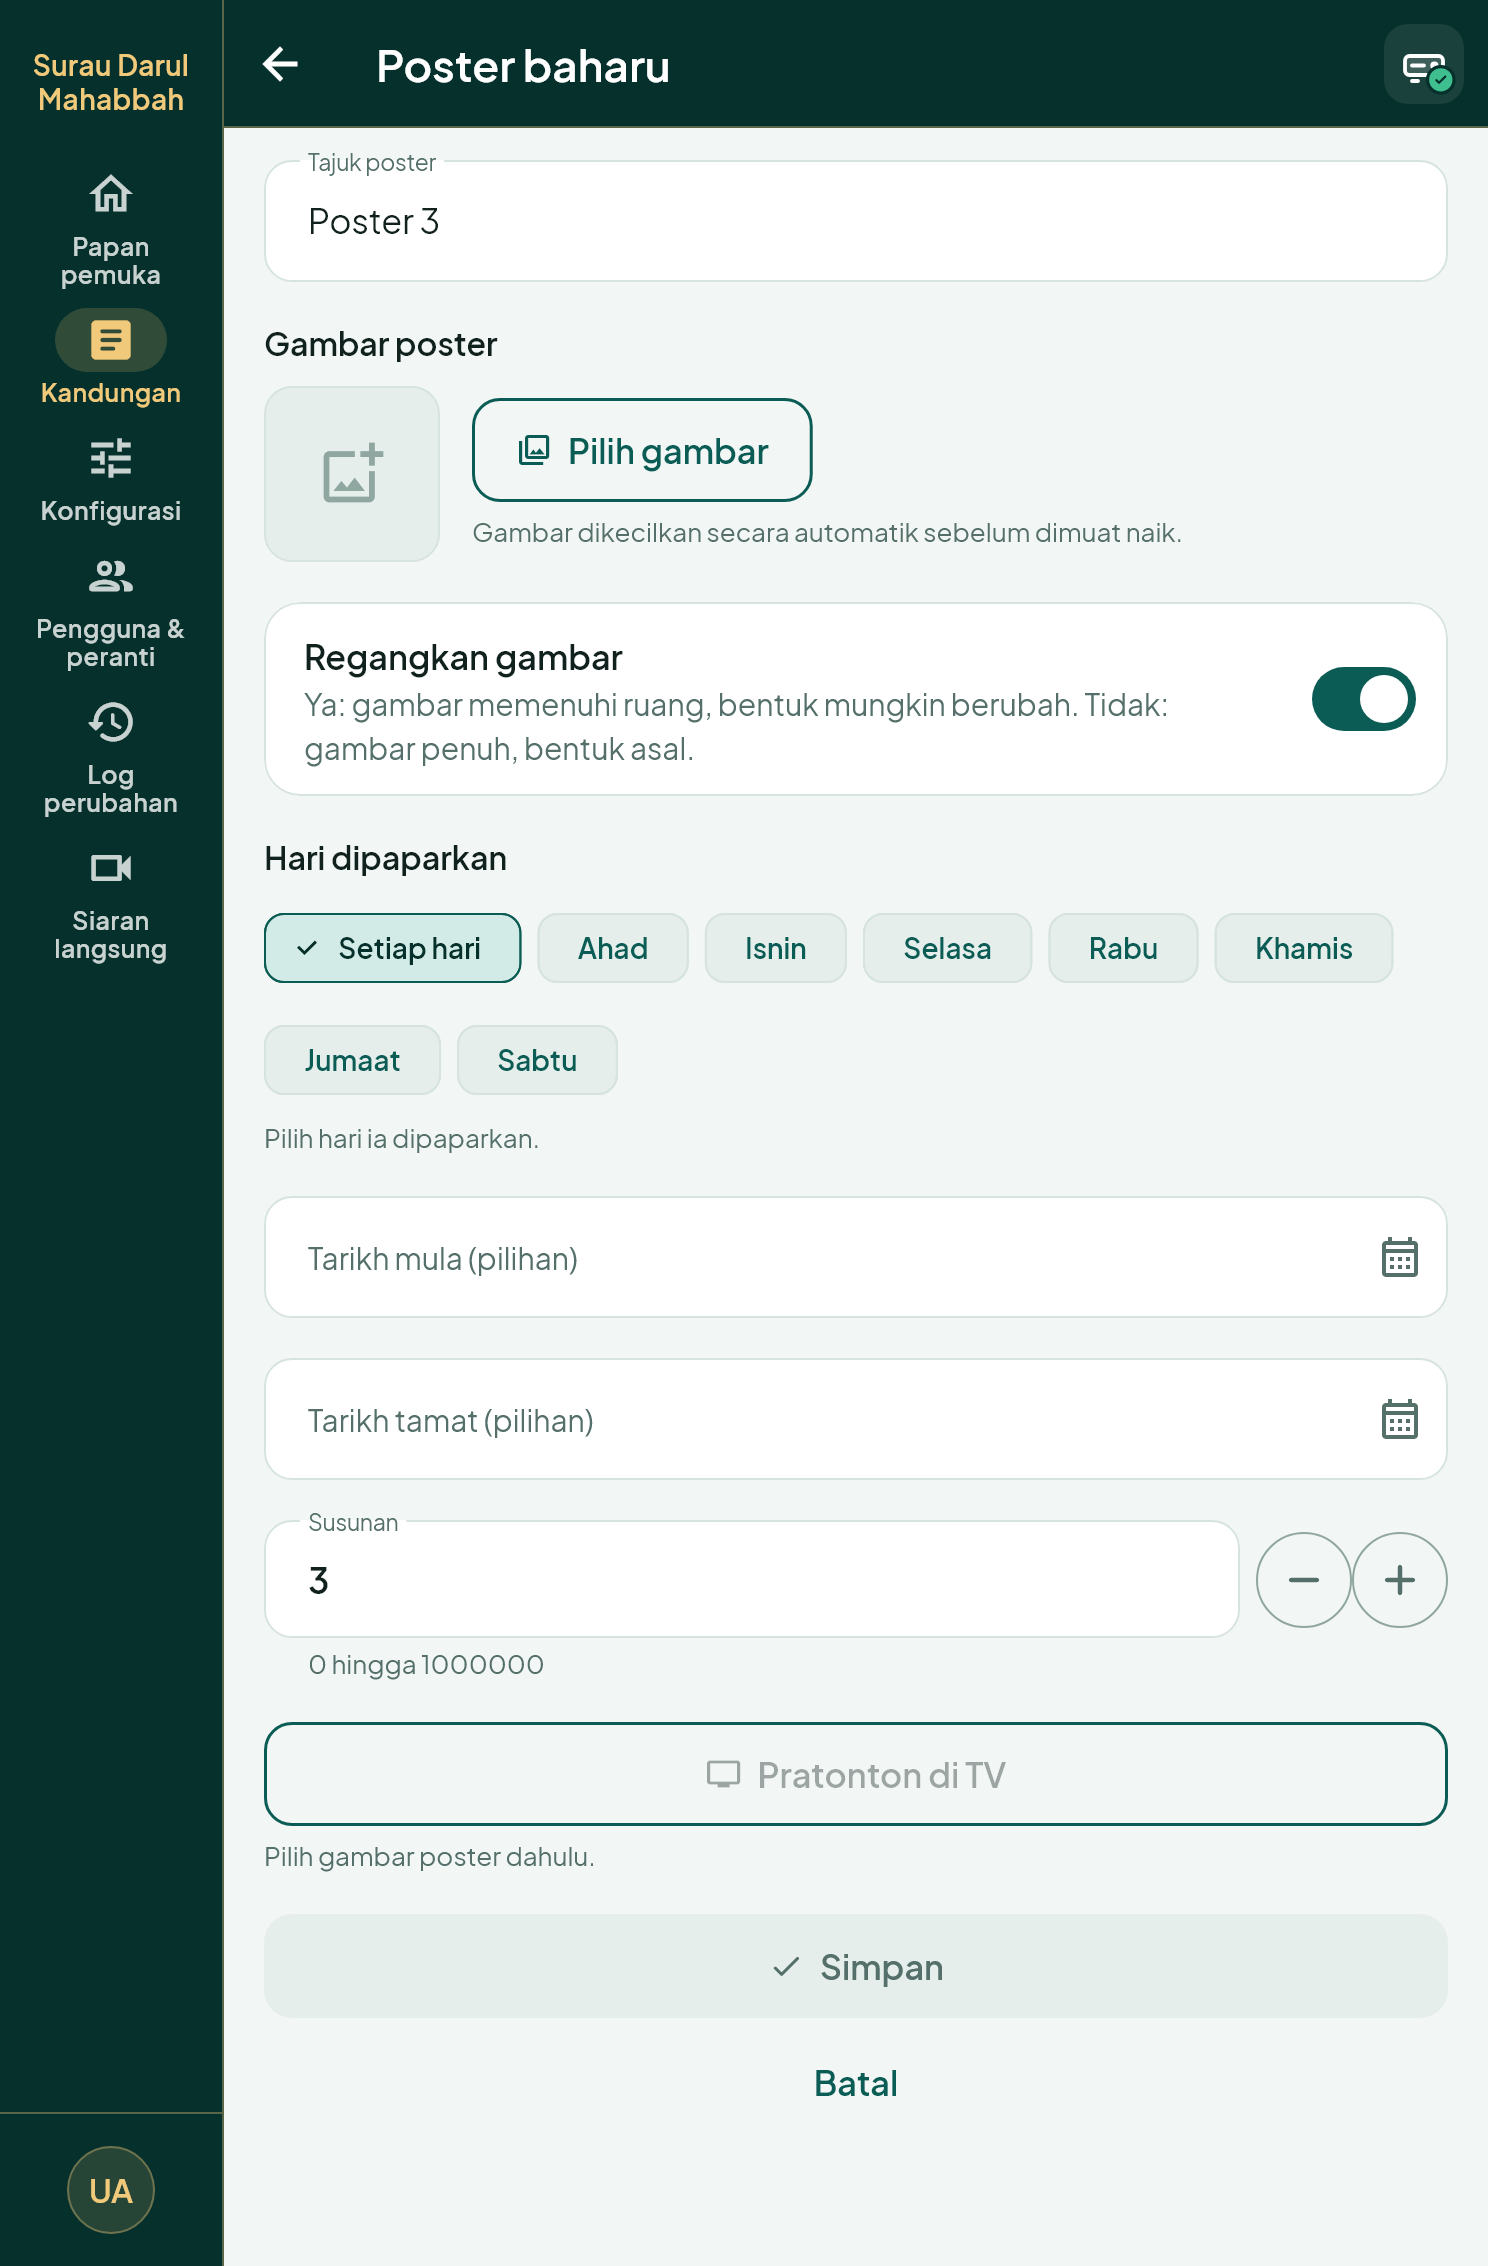 Surau Darul
Mahabbah
Papan
pemuka
Kandungan
Konfigurasi
Pengguna &
peranti
Log
perubahan
Siaran
langsung
UA
Poster baharu
Tajuk poster
Poster 3
Gambar poster
Pilih gambar
Gambar dikecilkan secara automatik sebelum dimuat naik.
Regangkan gambar
Ya: gambar memenuhi ruang, bentuk mungkin berubah. Tidak:
gambar penuh, bentuk asal.
Hari dipaparkan
Setiap hari
Ahad
Isnin
Selasa
Rabu
Khamis
Jumaat
Sabtu
Pilih hari ia dipaparkan.
Tarikh mula (pilihan)
Tarikh tamat (pilihan)
Susunan
3
0 hingga 1000000
Pratonton di TV
Pilih gambar poster dahulu.
Simpan
Batal